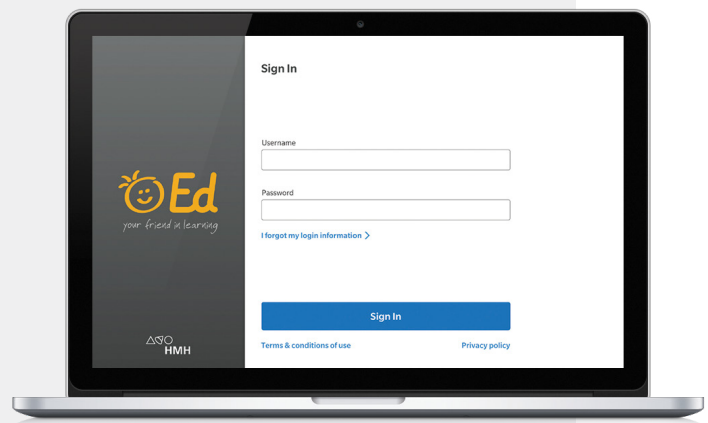 Ed
your friend in learning
HMH
Sign In
Username
Password
I forgot my login information >
Sign In
Terms & conditions of use
Privacy policy